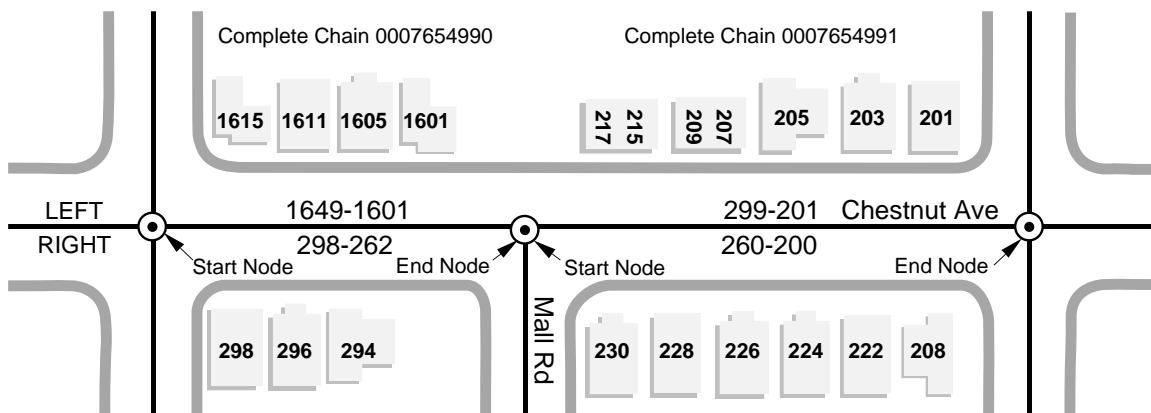 Complete Chain 0007654990 Complete Chain 0007654991
1615 1611 1605 1601 217 215 209 207 205 203 201
LEFT 1649-1601 299-201 Chestnut Ave
RIGHT 298-262 260-200
Start Node End Node Start Node End Node
Mall Rd
298 296 294 230 228 226 224 222 208